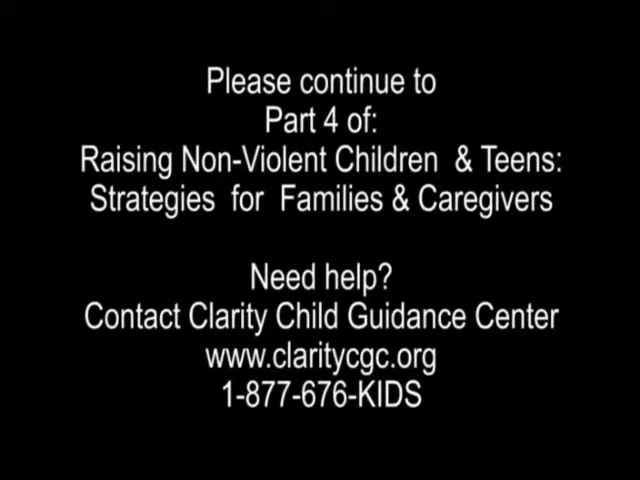 Please continue to
Part 4 of:
Raising Non-Violent Children & Teens:
Strategies for Families & Caregivers
Need help?
Contact Clarity Child Guidance Center
www.claritycgc.org
1-877-676-KIDS